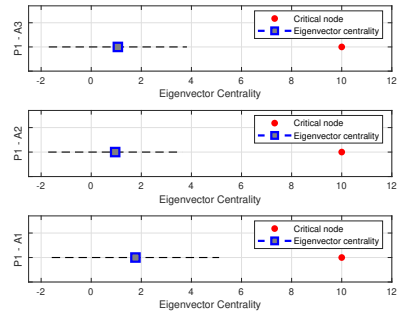 P1 - A3
Critical node
Eigenvector centrality
-2 0 2 4 6 8 10 12
Eigenvector Centrality
P1 - A2
Critical node
Eigenvector centrality
-2 0 2 4 6 8 10 12
Eigenvector Centrality
P1 - A1
Critical node
Eigenvector centrality
-2 0 2 4 6 8 10 12
Eigenvector Centrality